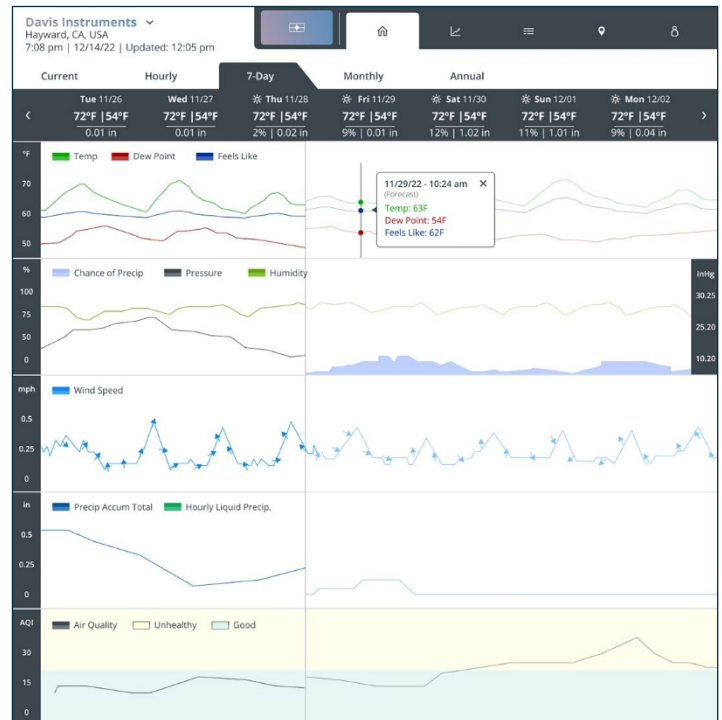 Davis Instruments
Hayward, CA, USA
7:08 pm | 12/14/22 | Updated: 12:05 pm
Current Hourly 7-Day Monthly Annual
Tue 11/26 Wed 11/27 Thu 11/28 Fri 11/29 Sat 11/30 Sun 12/01 Mon 12/02
72°F |54°F 72°F |54°F 72°F |54°F 72°F |54°F 72°F |54°F 72°F |54°F 72°F |54°F
0.01 in 0.01 in 2% | 0.02 in 9% | 0.01 in 12% | 1.02 in 11% | 1.01 in 9% | 0.04 in
°F Temp Dew Point Feels Like
70
60
50
11/29/22 - 10:24 am X
(Forecast)
Temp: 63F
Dew Point: 54F
Feels Like: 62F
% Chance of Precip Pressure Humidity inHg
100
75
50
0
30.25
25.20
10.20
mph Wind Speed
0.5
0.25
0
in Precip Accum Total Hourly Liquid Precip.
0.5
0.25
0
AQI Air Quality Unhealthy Good
30
15
0